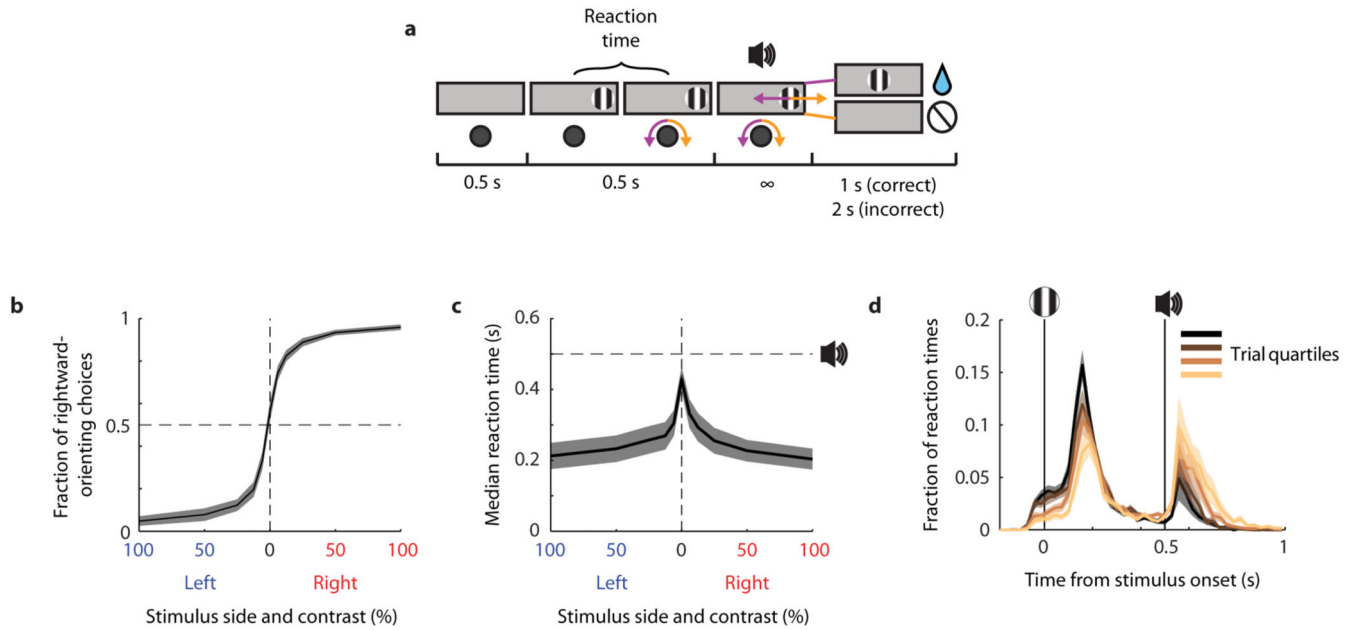 a
Reaction
time
0.5 s
0.5 s
∞
1 s (correct)
2 s (incorrect)
b
Fraction of rightward-
orienting choices
1
0.5
0
100
50
0
50
100
Left
Right
Stimulus side and contrast (%)
c
Median reaction time (s)
0.6
0.4
0.2
0
100
50
0
50
100
Left
Right
Stimulus side and contrast (%)
d
Fraction of reaction times
0.2
0.15
0.1
0.05
0
0
0.5
1
Trial quartiles
Time from stimulus onset (s)